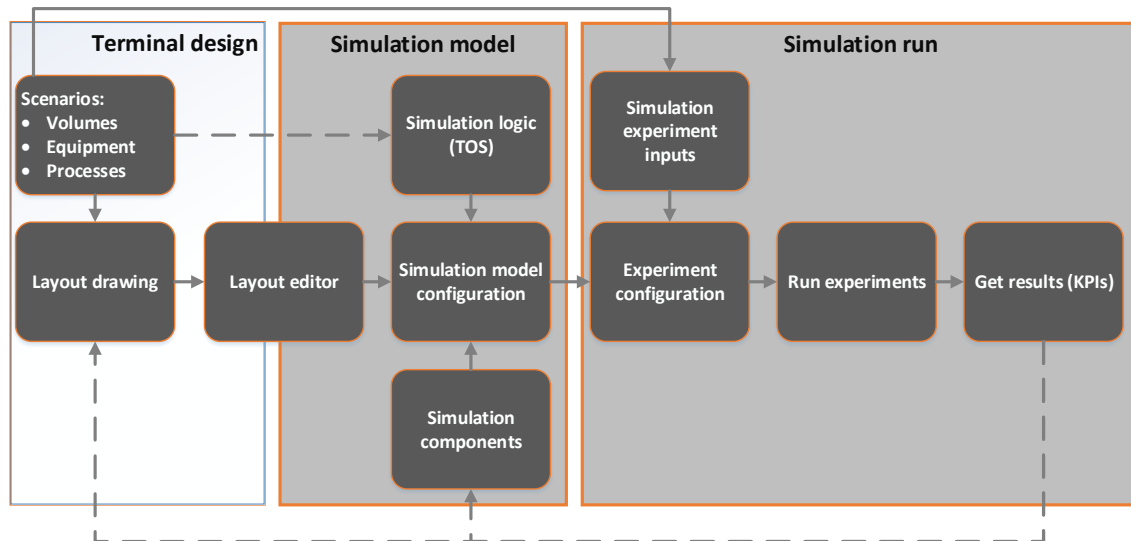 Terminal design
Simulation model
Simulation run
Scenarios:
• Volumes
• Equipment
• Processes
Simulation logic
(TOS)
Simulation
experiment
inputs
Layout drawing
Layout editor
Simulation model
configuration
Experiment
configuration
Run experiments
Get results (KPIs)
Simulation
components